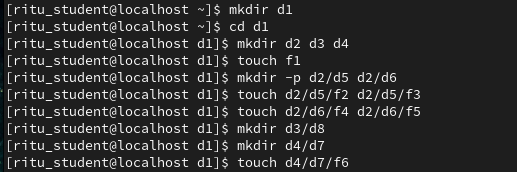 [ritu_student@localhost ~]$ mkdir d1
[ritu_student@localhost ~]$ cd d1
[ritu_student@localhost d1]$ mkdir d2 d3 d4
[ritu_student@localhost d1]$ touch f1
[ritu_student@localhost d1]$ mkdir -p d2/d5 d2/d6
[ritu_student@localhost d1]$ touch d2/d5/f2 d2/d5/f3
[ritu_student@localhost d1]$ touch d2/d6/f4 d2/d6/f5
[ritu_student@localhost d1]$ mkdir d3/d8
[ritu_student@localhost d1]$ mkdir d4/d7
[ritu_student@localhost d1]$ touch d4/d7/f6